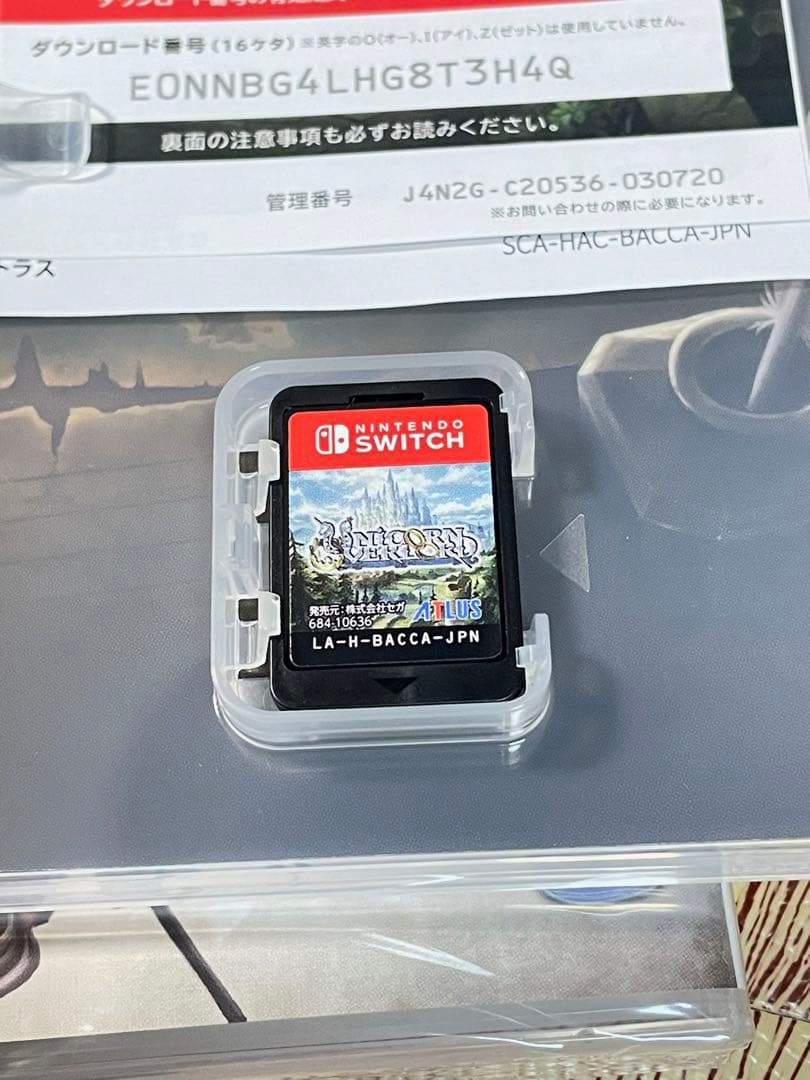 ダウンロード番号(16ケタ) ※英字のO(オー)、I(アイ)、Z(ゼット)は使用していません。
E0NNBG4LHG8T3H4Q
裏面の注意事項も必ずお読みください。
管理番号 J4N2G-C20536-030720
※お問い合わせの際に必要になります。
SCA-HAC-BACCA-JPN
トラス
NINTENDO
SWITCH
UNICORN
OVERLORD
発売元:株式会社セガ
684-10636
ATLUS
LA-H-BACCA-JPN